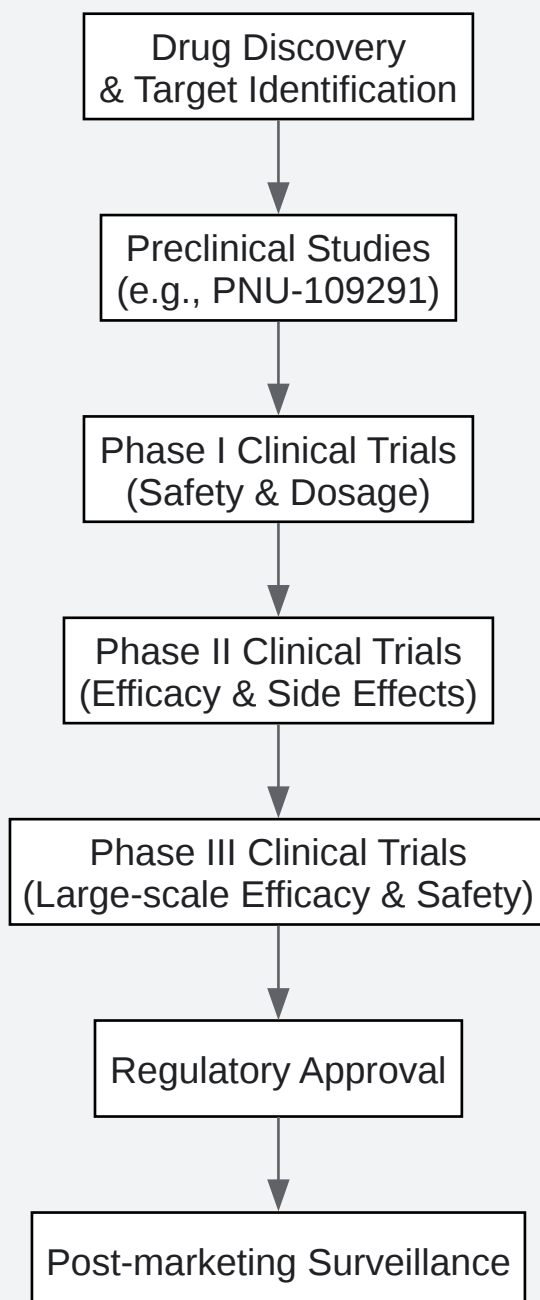 Drug Discovery
& Target Identification
Preclinical Studies
(e.g., PNU-109291)
Phase I Clinical Trials
(Safety & Dosage)
Phase II Clinical Trials
(Efficacy & Side Effects)
Phase III Clinical Trials
(Large-scale Efficacy & Safety)
Regulatory Approval
Post-marketing Surveillance